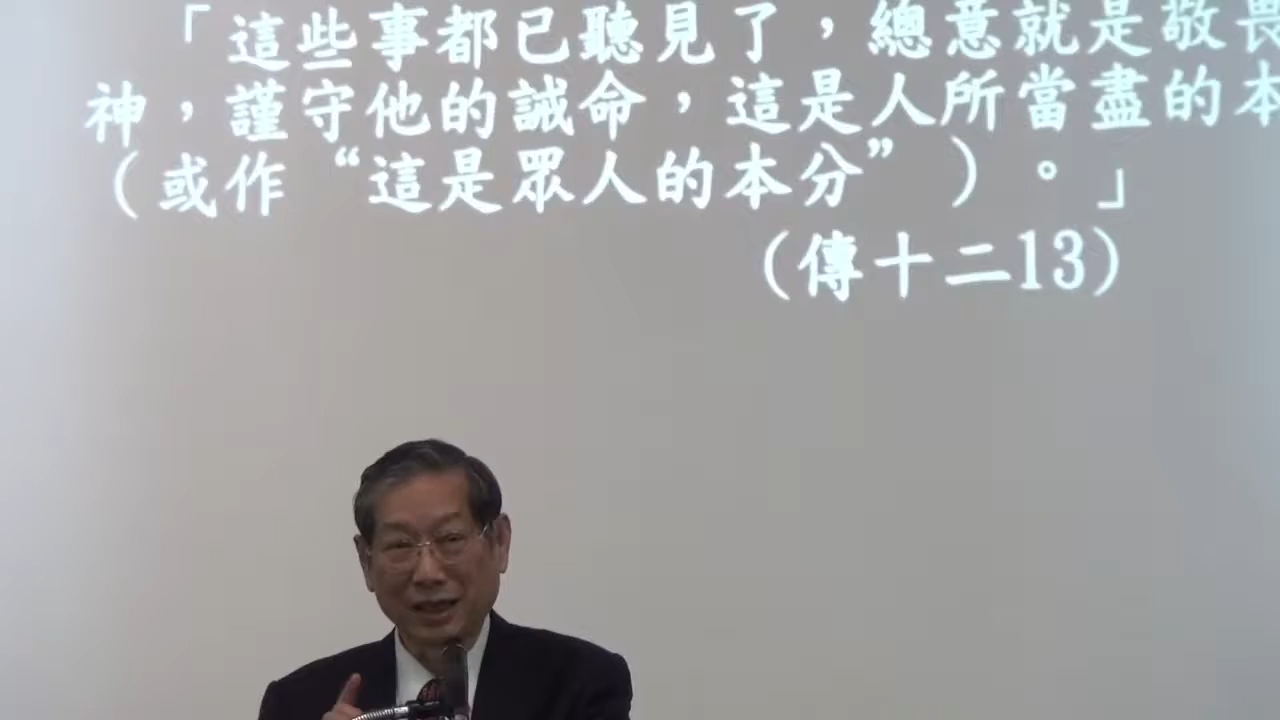 「這些事都已聽見了，總意就是敬畏
神，謹守他的誡命，這是人所當盡的本
（或作“這是眾人的本分”）。」
（傳十二13）